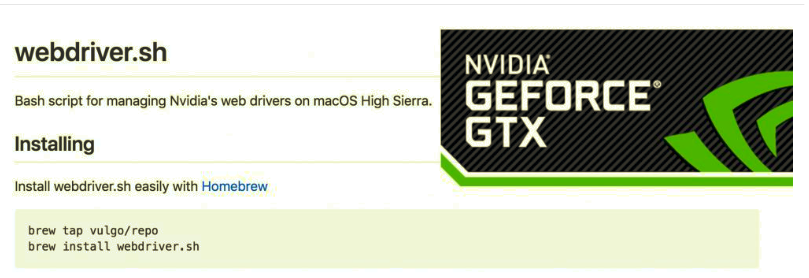 webdriver.sh
NVIDIA
GEFORCE®
GTX
Bash script for managing Nvidia's web drivers on macOS High Sierra.
Installing
Install webdriver.sh easily with Homebrew
brew tap vulgo/repo
brew install webdriver.sh